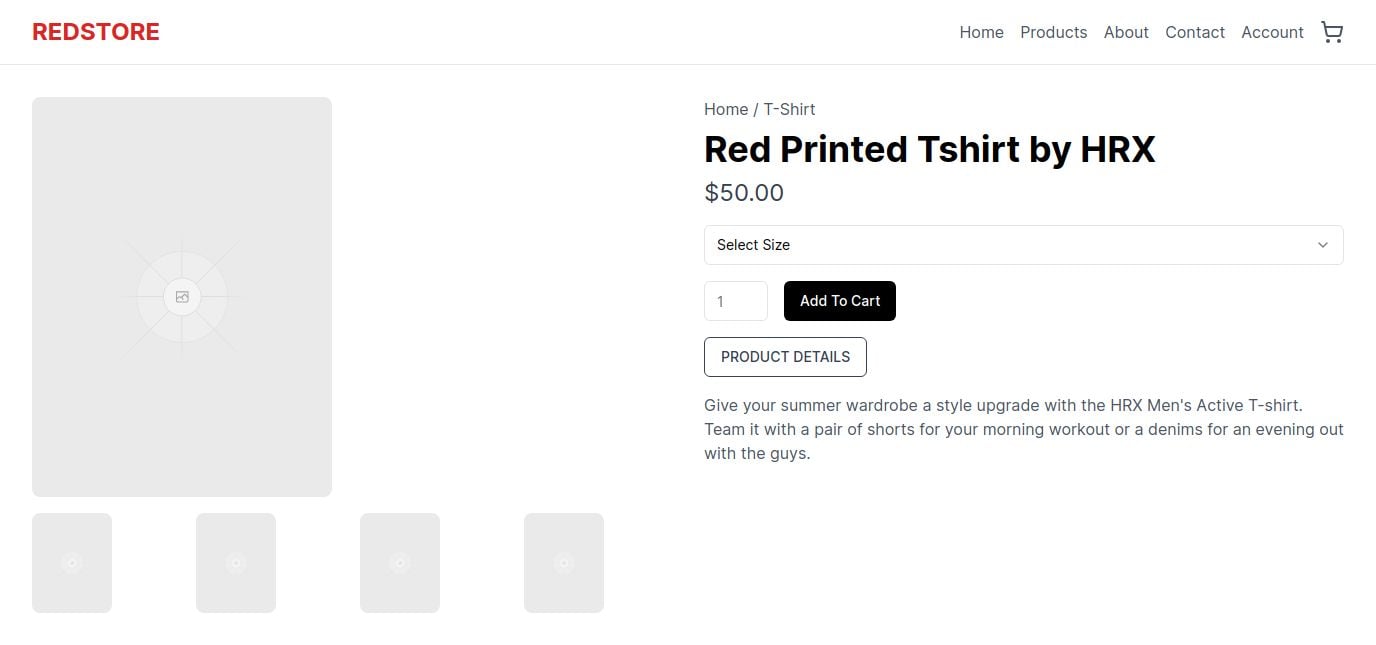 REDSTORE
Home Products About Contact Account
Home / T-Shirt
Red Printed Tshirt by HRX
$50.00
Select Size
1
Add To Cart
PRODUCT DETAILS
Give your summer wardrobe a style upgrade with the HRX Men's Active T-shirt.
Team it with a pair of shorts for your morning workout or a denims for an evening out
with the guys.